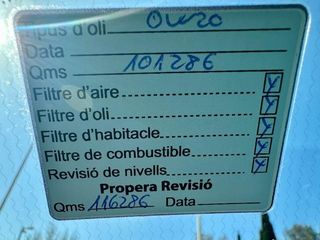 Tipus d'oli 0W20
Data
Qms 101286
Filtre d'aire
Filtre d'oli
Filtre d'habitacle
Filtre de combustible
Revisió de nivells
Propera Revisió
Qms 116286 Data